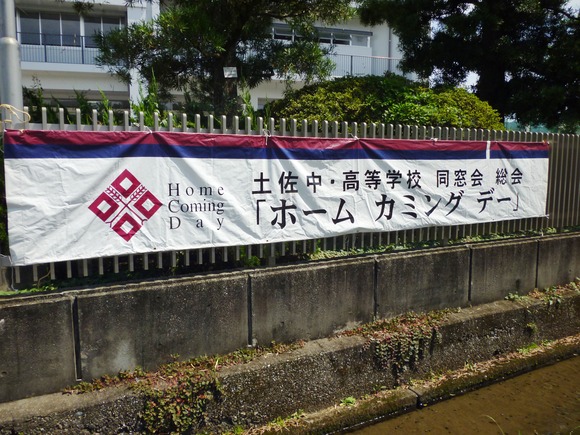 Home
Coming
Day
土佐中・高等学校 同窓会 総会
「ホーム カミング デー」